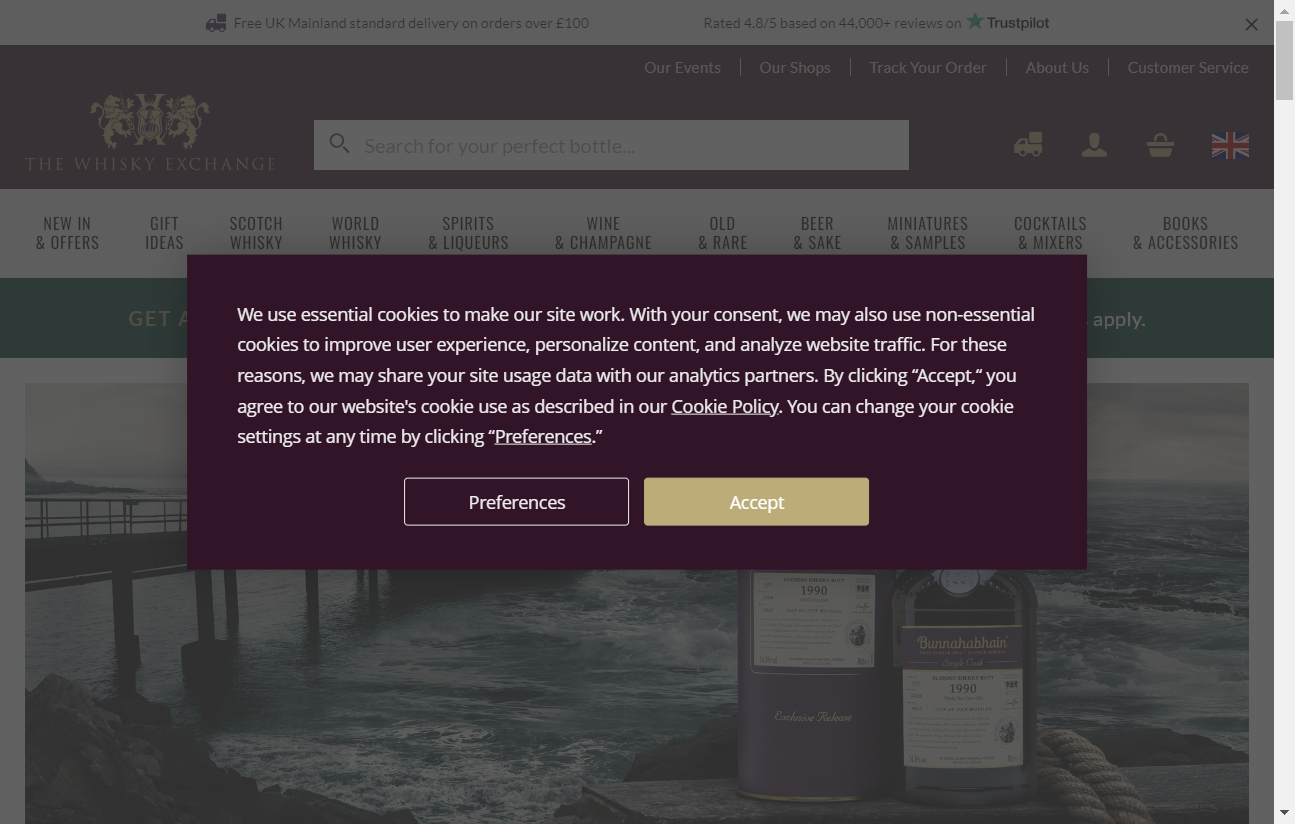 Free UK Mainland standard delivery on orders over £100
Rated 4.8/5 based on 44,000+ reviews on Trustpilot
Our Events
Our Shops
Track Your Order
About Us
Customer Service
THE WHISKY EXCHANGE
Search for your perfect bottle...
NEW IN
& OFFERS
GIFT
IDEAS
SCOTCH
WHISKY
WORLD
WHISKY
SPIRITS
& LIQUEURS
WINE
& CHAMPAGNE
OLD
& RARE
BEER
& SAKE
MINIATURES
& SAMPLES
COCKTAILS
& MIXERS
BOOKS
& ACCESSORIES
GET
apply.
We use essential cookies to make our site work. With your consent, we may also use non-essential
cookies to improve user experience, personalize content, and analyze website traffic. For these
reasons, we may share your site usage data with our analytics partners. By clicking “Accept,“ you
agree to our website's cookie use as described in our Cookie Policy. You can change your cookie
settings at any time by clicking “Preferences.”
Preferences
Accept
1990
Exclusive Release
Bunnahabhain
Single Cask
1990